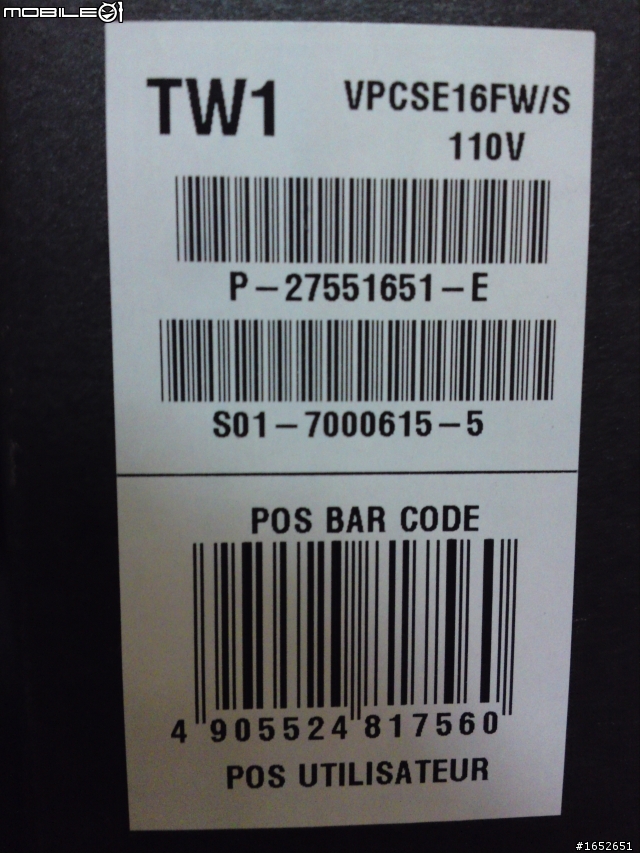 MOBILE01
TW1
VPCSE16FW/S
110V
P-27551651-E
S01-7000615-5
POS BAR CODE
4 905524 817560
POS UTILISATEUR
#1652651